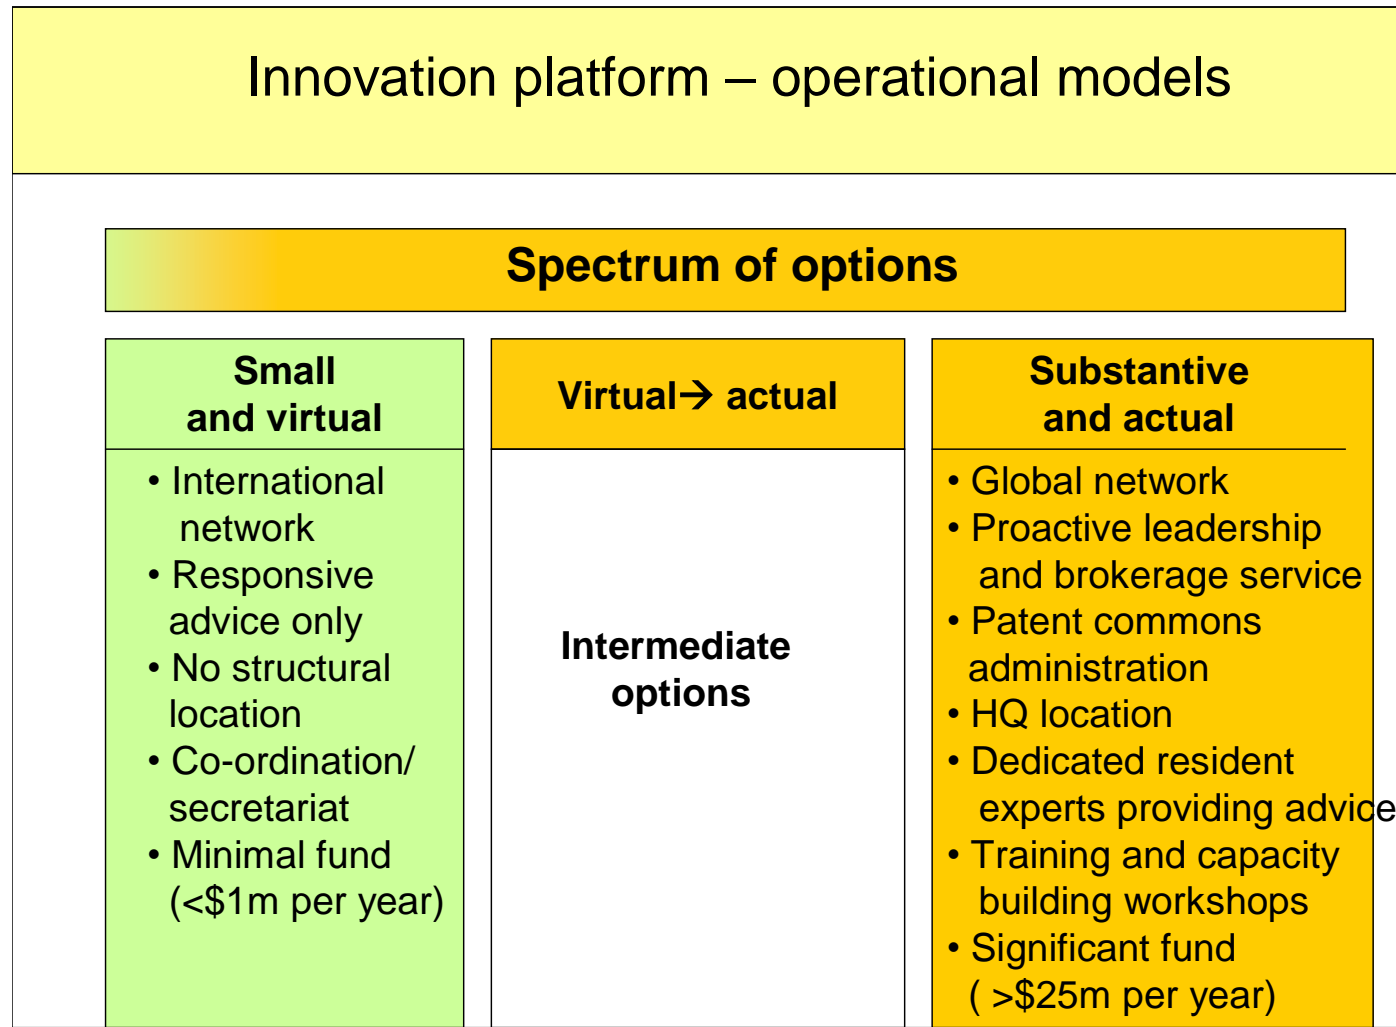 Innovation platform – operational models
Spectrum of options
Small
and virtual
• International
network
• Responsive
advice only
• No structural
location
• Co-ordination/
secretariat
• Minimal fund
(<$1m per year)
Virtual→ actual
Intermediate
options
Substantive
and actual
• Global network
• Proactive leadership
and brokerage service
• Patent commons
administration
• HQ location
• Dedicated resident
experts providing advice
• Training and capacity
building workshops
• Significant fund
( >$25m per year)